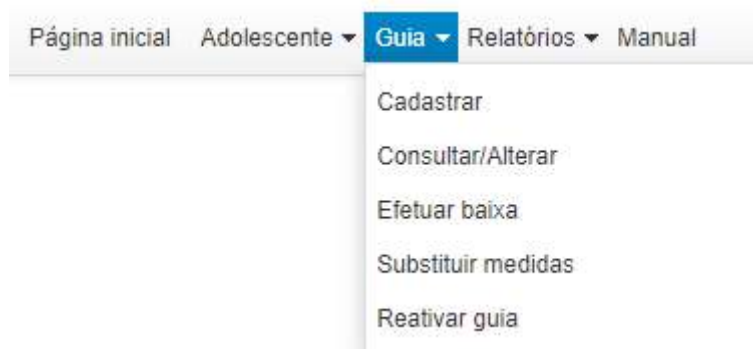 Página inicial Adolescente Guia Relatórios Manual
Cadastrar
Consultar/Alterar
Efetuar baixa
Substituir medidas
Reativar guia